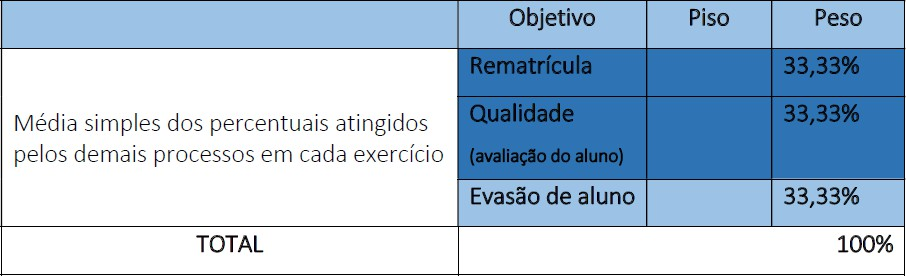 Objetivo Piso Peso
Rematrícula 33,33%
Média simples dos percentuais atingidos
pelos demais processos em cada exercício
Qualidade 33,33%
(avaliação do aluno)
Evasão de aluno 33,33%
TOTAL 100%